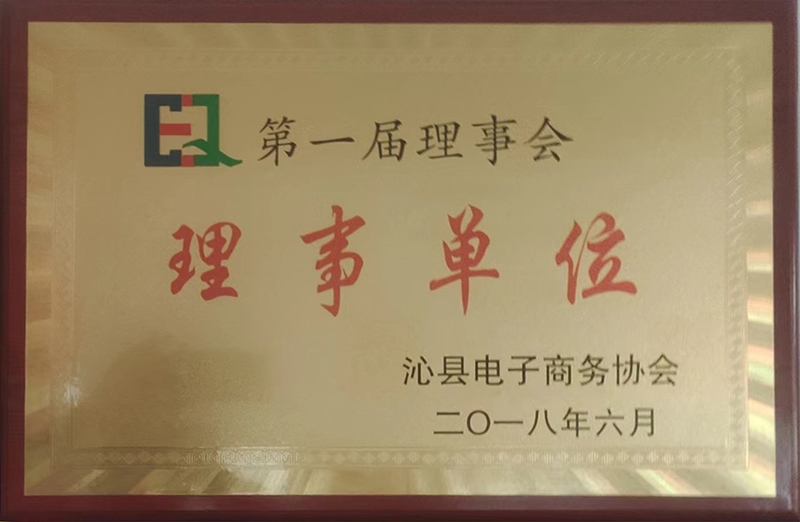 第一届理事会
理事单位
沁县电子商务协会
二〇一八年六月